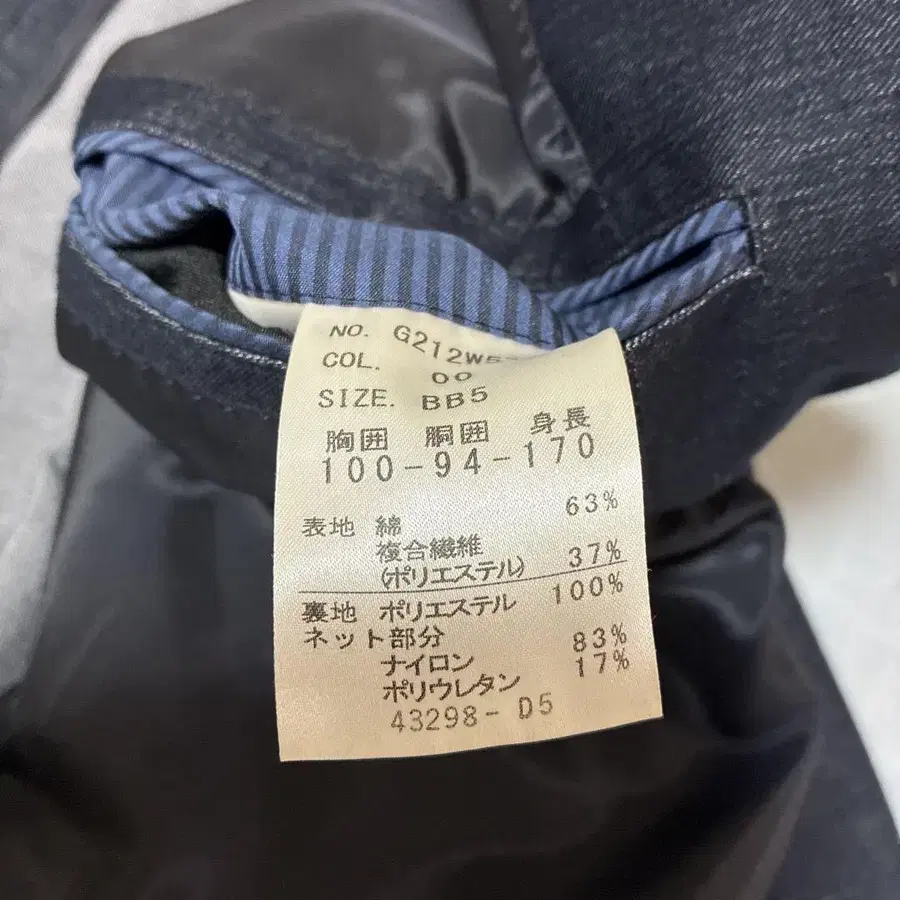 NO. G212W5
COL. 00
SIZE. BB5
胸囲 胴囲 身長
100-94-170
表地 綿 63%
複合繊維
(ポリエステル) 37%
裏地 ポリエステル 100%
ネット部分
ナイロン 83%
ポリウレタン 17%
43298- D5